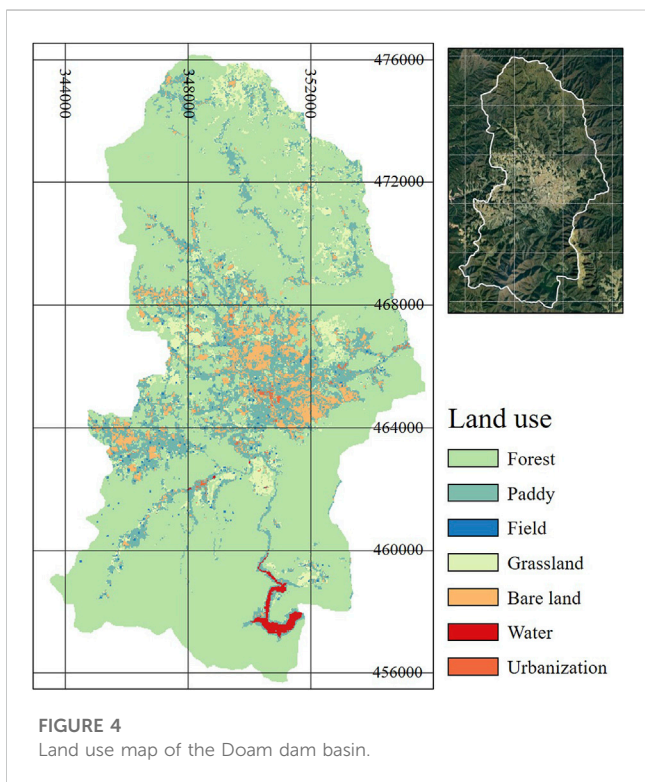 344000
348000
352000
476000
472000
468000
464000
460000
456000
Land use
Forest
Paddy
Field
Grassland
Bare land
Water
Urbanization
FIGURE 4
Land use map of the Doam dam basin.